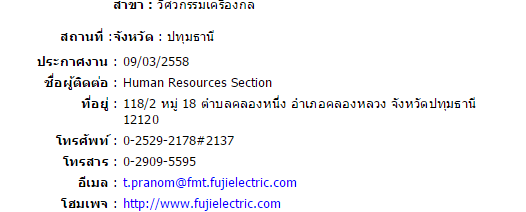 สาขา : วิศวกรรมเครื่องกล
สถานที่ :จังหวัด : ปทุมธานี
ประกาศงาน : 09/03/2558
ชื่อผู้ติดต่อ : Human Resources Section
ที่อยู่ : 118/2 หมู่ 18 ตำบลคลองหนึ่ง อำเภอคลองหลวง จังหวัดปทุมธานี
12120
โทรศัพท์ : 0-2529-2178#2137
โทรสาร : 0-2909-5595
อีเมล : t.pranom@fmt.fujielectric.com
โฮมเพจ : http://www.fujielectric.com